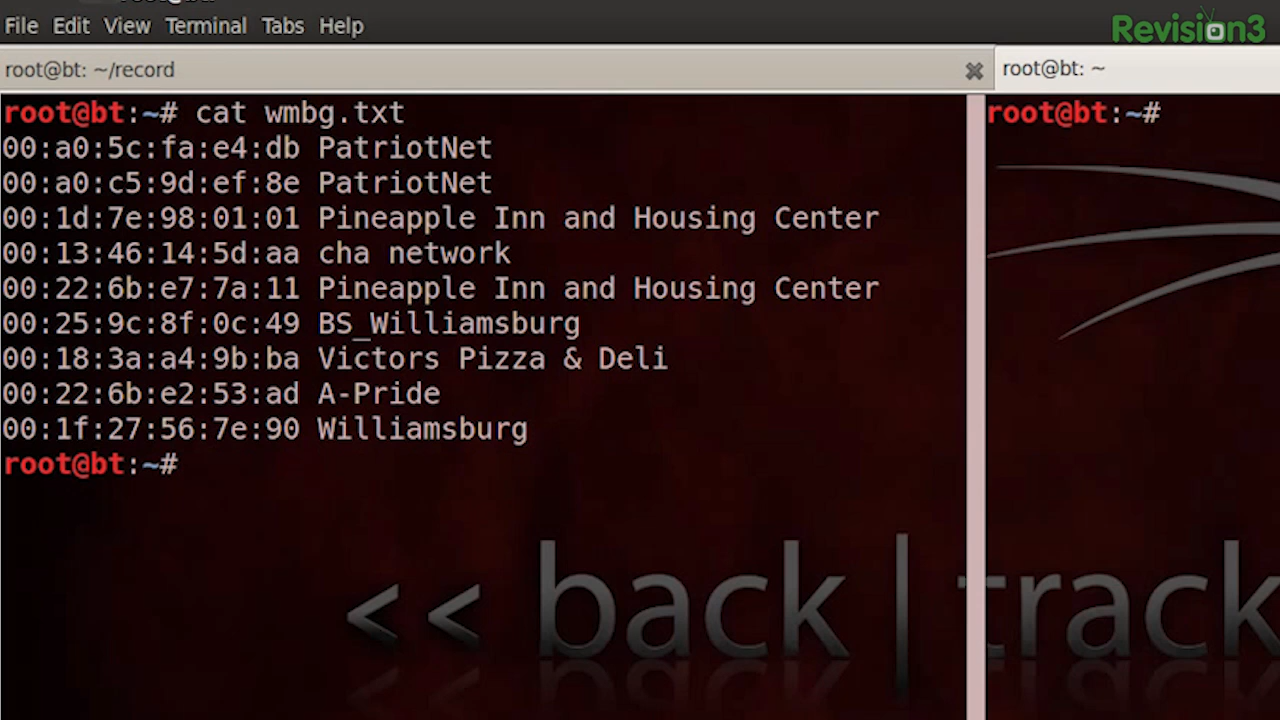 File Edit View Terminal Tabs Help
Revision3
root@bt: ~/record
root@bt: ~
root@bt:~# cat wmbg.txt
00:a0:5c:fa:e4:db PatriotNet
00:a0:c5:9d:ef:8e PatriotNet
00:1d:7e:98:01:01 Pineapple Inn and Housing Center
00:13:46:14:5d:aa cha network
00:22:6b:e7:7a:11 Pineapple Inn and Housing Center
00:25:9c:8f:0c:49 BS_Williamsburg
00:18:3a:a4:9b:ba Victors Pizza & Deli
00:22:6b:e2:53:ad A-Pride
00:1f:27:56:7e:90 Williamsburg
root@bt:~#
root@bt:~#
<< back | track